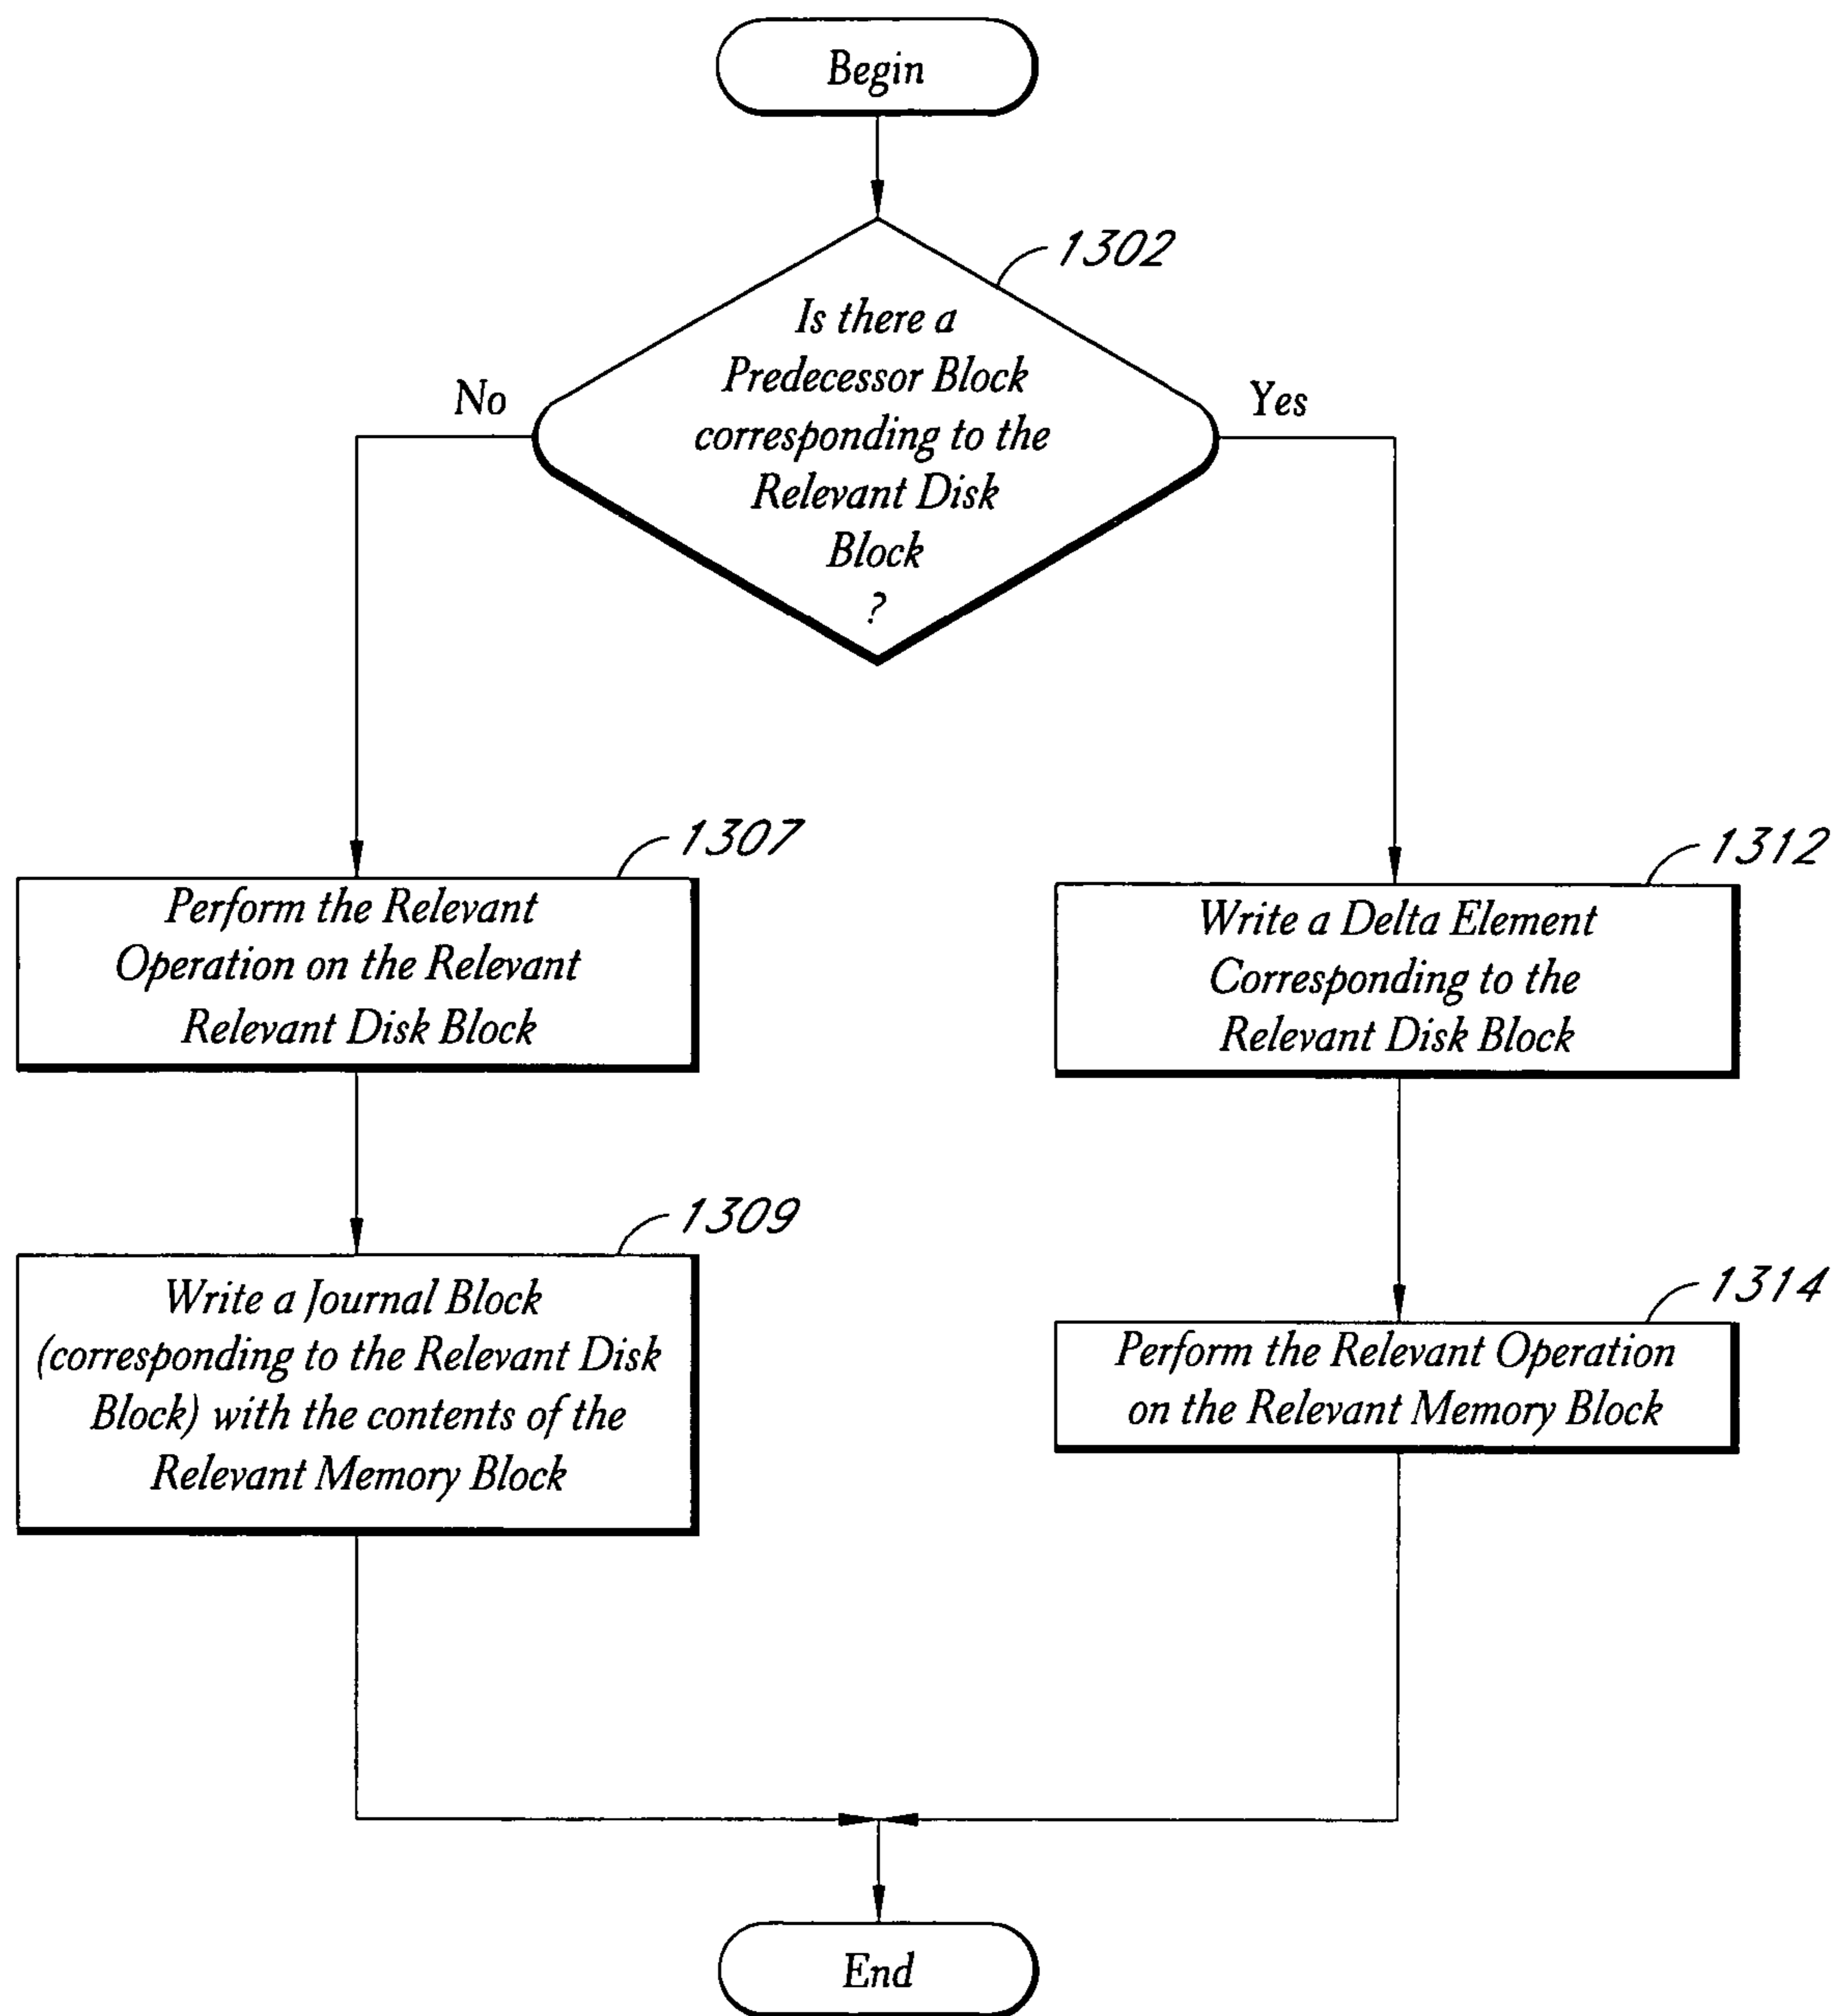 Begin
1302
Is there a
Predecessor Block
corresponding to the
Relevant Disk
Block
?
No
Yes
1307
Perform the Relevant
Operation on the Relevant
Relevant Disk Block
1309
Write a Journal Block
(corresponding to the Relevant Disk
Block) with the contents of the
Relevant Memory Block
1312
Write a Delta Element
Corresponding to the
Relevant Disk Block
1314
Perform the Relevant Operation
on the Relevant Memory Block
End